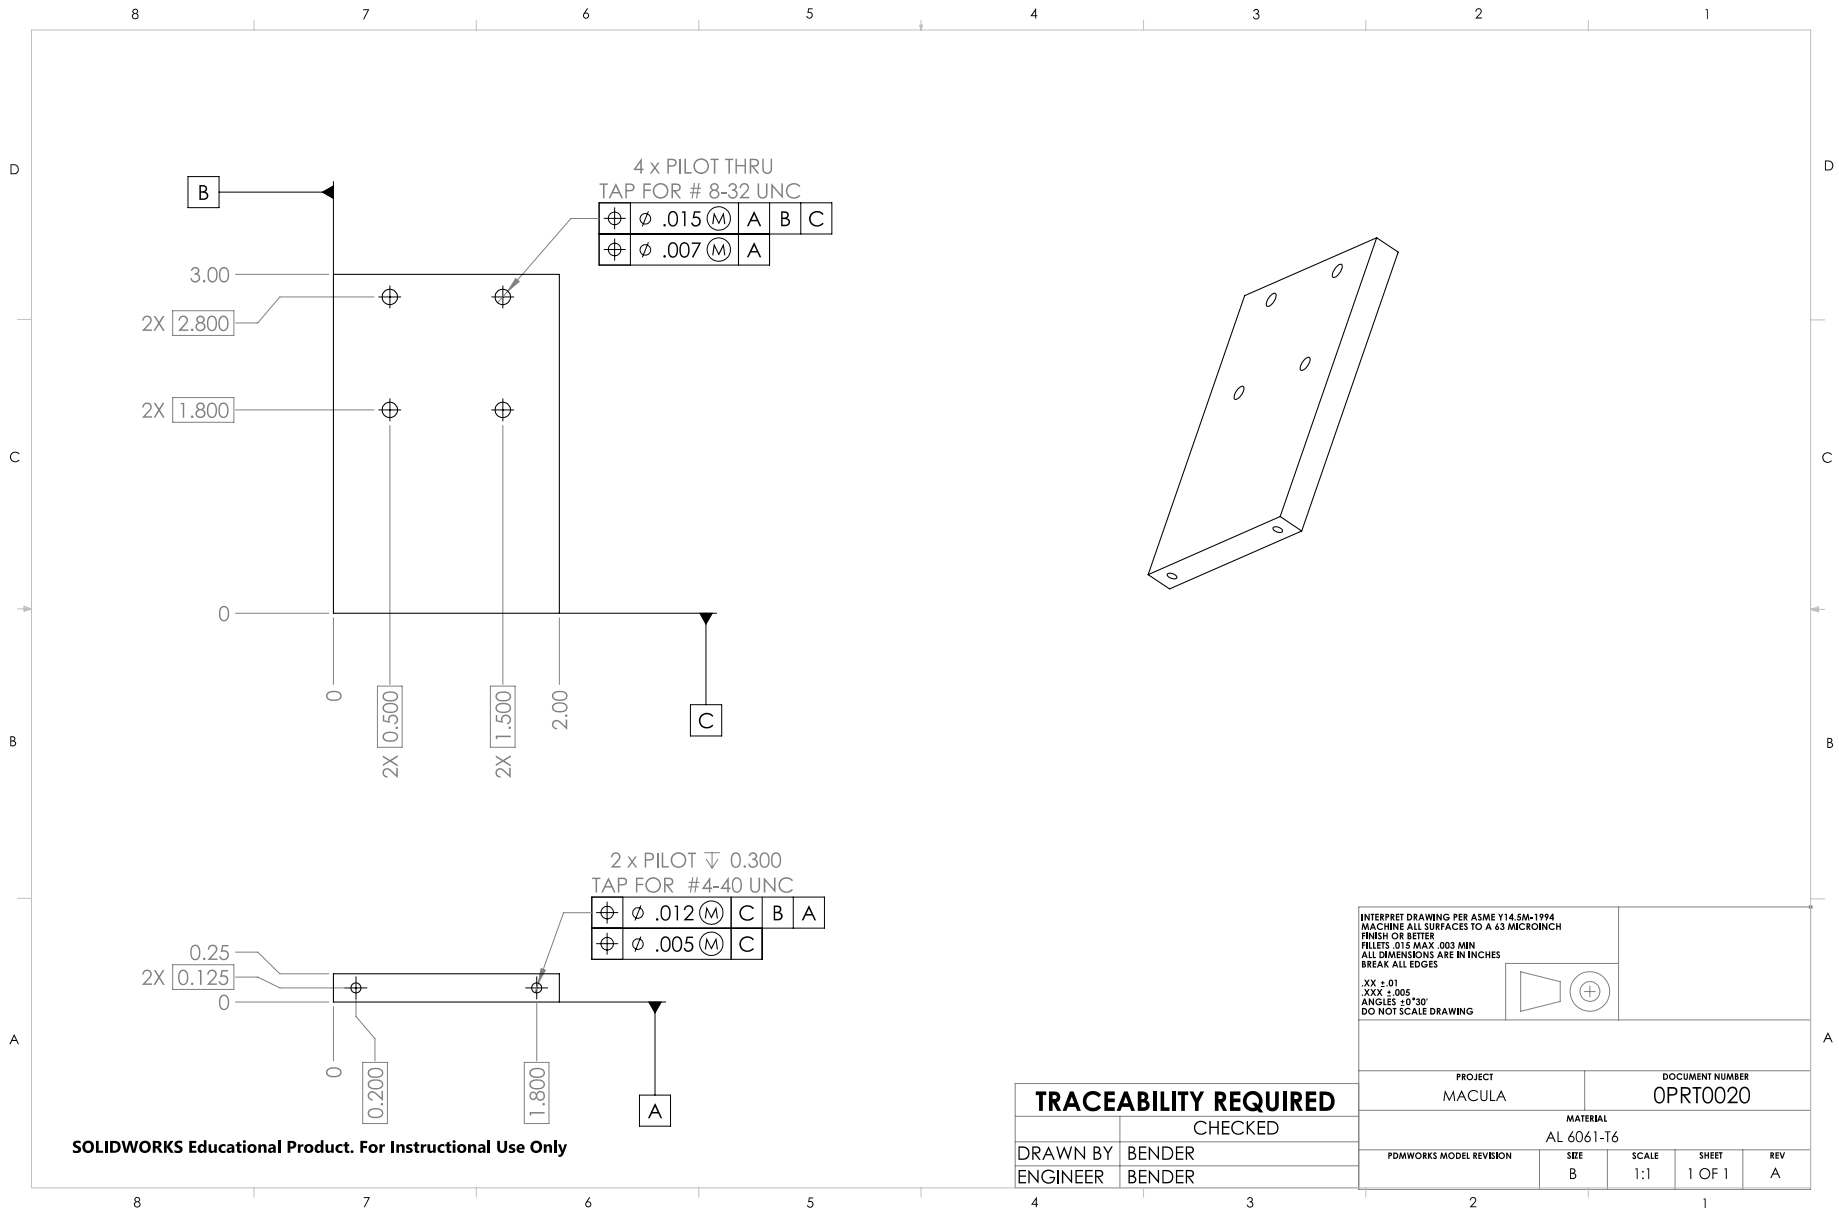 8 7 6 5 4 3 2 1
D
D
4 x PILOT THRU
TAP FOR # 8-32 UNC
⌖ ⌀ .015 Ⓜ A B C
⌖ ⌀ .007 Ⓜ A
B
3.00
2X 2.800
2X 1.800
C
C
0
0
2X 0.500
2X 1.500
2.00
C
B
B
2 x PILOT ↧ 0.300
TAP FOR #4-40 UNC
⌖ ⌀ .012 Ⓜ C B A
⌖ ⌀ .005 Ⓜ C
0.25
2X 0.125
0
0
0.200
1.800
A
A
A
INTERPRET DRAWING PER ASME Y14.5M-1994
MACHINE ALL SURFACES TO A 63 MICROINCH
FINISH OR BETTER
FILLETS .015 MAX .003 MIN
ALL DIMENSIONS ARE IN INCHES
BREAK ALL EDGES
.XX ±.01
.XXX ±.005
ANGLES ±0°30'
DO NOT SCALE DRAWING
PROJECT
MACULA
DOCUMENT NUMBER
0PRT0020
MATERIAL
AL 6061-T6
PDMWORKS MODEL REVISION
SIZE
B
SCALE
1:1
SHEET
1 OF 1
REV
A
TRACEABILITY REQUIRED
CHECKED
DRAWN BY BENDER
ENGINEER BENDER
SOLIDWORKS Educational Product. For Instructional Use Only
8 7 6 5 4 3 2 1